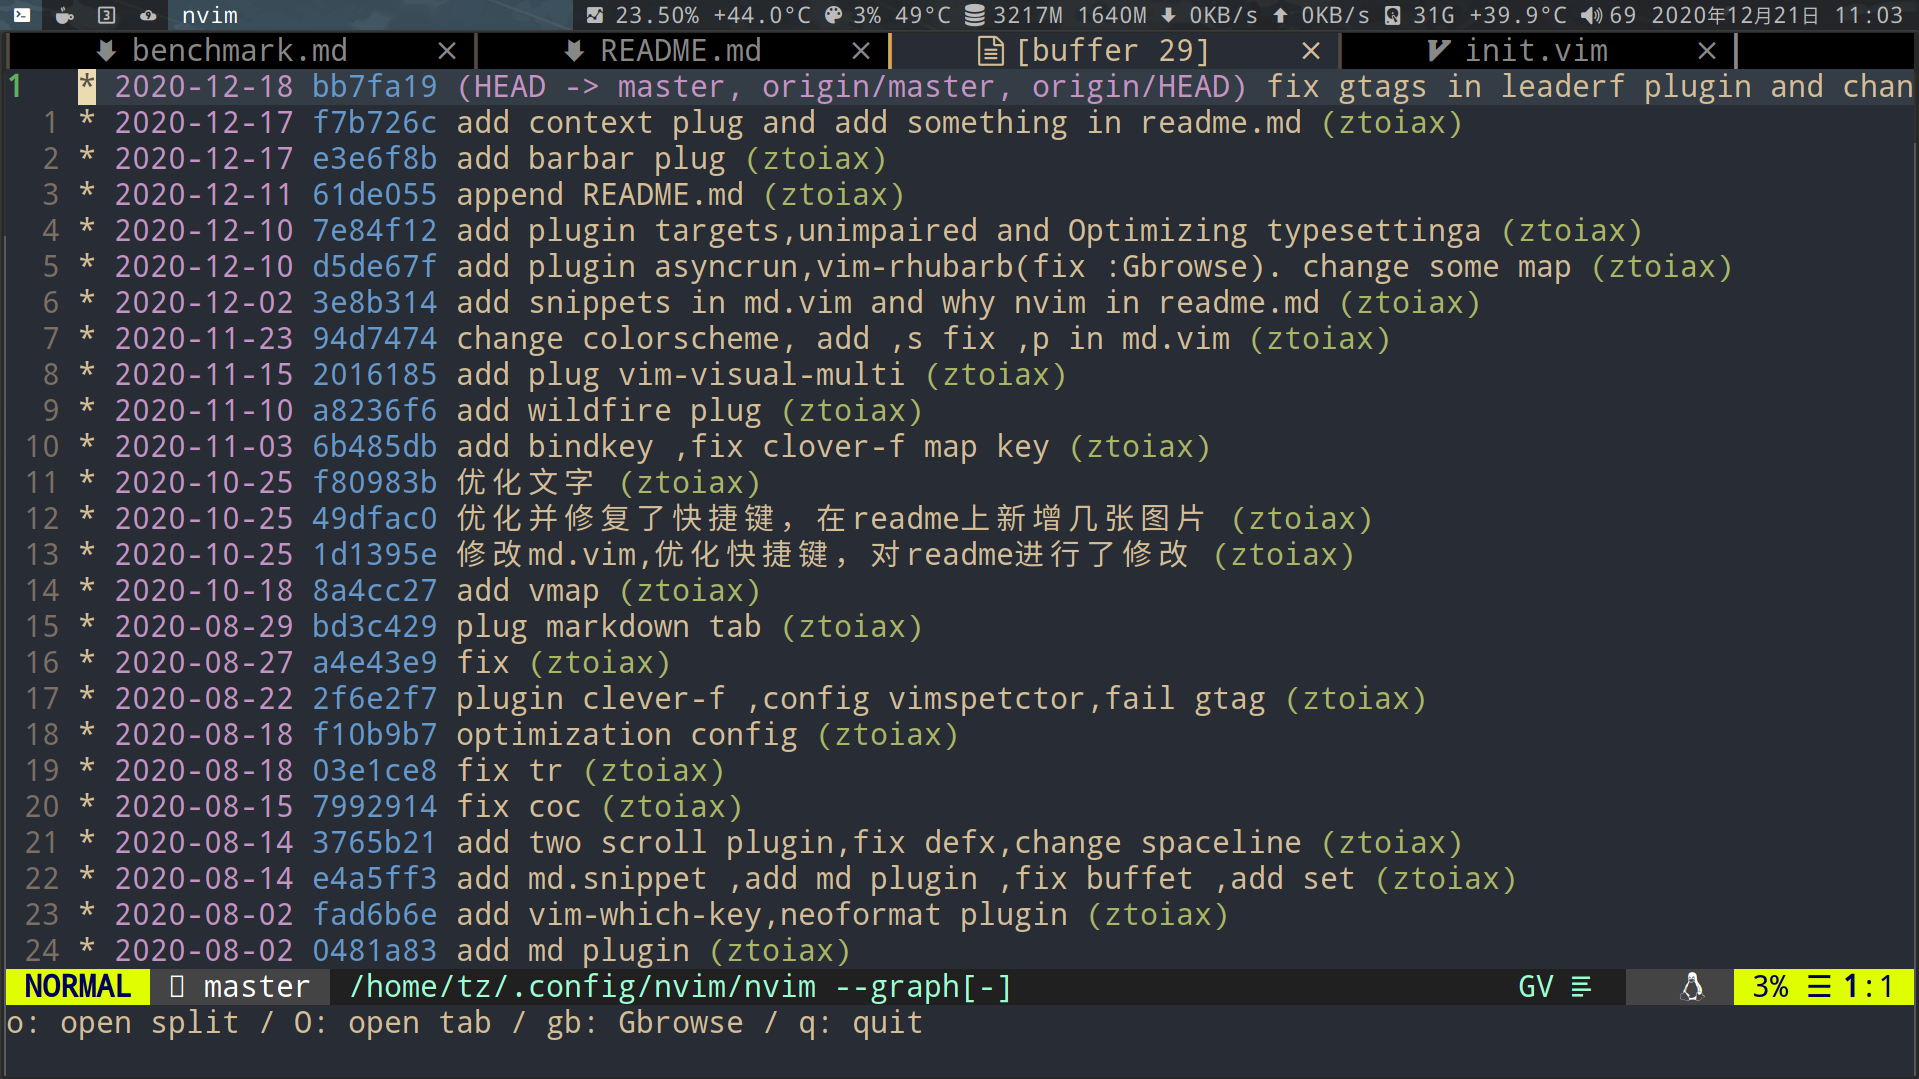 3 nvim 23.50% +44.0°C 3% 49°C 3217M 1640M 0KB/s 0KB/s 31G +39.9°C 69 2020年12月21日 11:03
benchmark.md × README.md × [buffer 29] × init.vim ×
1 * 2020-12-18 bb7fa19 (HEAD -> master, origin/master, origin/HEAD) fix gtags in leaderf plugin and chan
1 * 2020-12-17 f7b726c add context plug and add something in readme.md (ztoiax)
2 * 2020-12-17 e3e6f8b add barbar plug (ztoiax)
3 * 2020-12-11 61de055 append README.md (ztoiax)
4 * 2020-12-10 7e84f12 add plugin targets,unimpaired and Optimizing typesettinga (ztoiax)
5 * 2020-12-10 d5de67f add plugin asyncrun,vim-rhubarb(fix :Gbrowse). change some map (ztoiax)
6 * 2020-12-02 3e8b314 add snippets in md.vim and why nvim in readme.md (ztoiax)
7 * 2020-11-23 94d7474 change colorscheme, add ,s fix ,p in md.vim (ztoiax)
8 * 2020-11-15 2016185 add plug vim-visual-multi (ztoiax)
9 * 2020-11-10 a8236f6 add wildfire plug (ztoiax)
10 * 2020-11-03 6b485db add bindkey ,fix clover-f map key (ztoiax)
11 * 2020-10-25 f80983b 优化文字 (ztoiax)
12 * 2020-10-25 49dfac0 优化并修复了快捷键，在readme上新增几张图片 (ztoiax)
13 * 2020-10-25 1d1395e 修改md.vim,优化快捷键，对readme进行了修改 (ztoiax)
14 * 2020-10-18 8a4cc27 add vmap (ztoiax)
15 * 2020-08-29 bd3c429 plug markdown tab (ztoiax)
16 * 2020-08-27 a4e43e9 fix (ztoiax)
17 * 2020-08-22 2f6e2f7 plugin clever-f ,config vimspetctor,fail gtag (ztoiax)
18 * 2020-08-18 f10b9b7 optimization config (ztoiax)
19 * 2020-08-18 03e1ce8 fix tr (ztoiax)
20 * 2020-08-15 7992914 fix coc (ztoiax)
21 * 2020-08-14 3765b21 add two scroll plugin,fix defx,change spaceline (ztoiax)
22 * 2020-08-14 e4a5ff3 add md.snippet ,add md plugin ,fix buffet ,add set (ztoiax)
23 * 2020-08-02 fad6b6e add vim-which-key,neoformat plugin (ztoiax)
24 * 2020-08-02 0481a83 add md plugin (ztoiax)
NORMAL master /home/tz/.config/nvim/nvim --graph[-] GV 3% ☰ 1:1
o: open split / O: open tab / gb: Gbrowse / q: quit